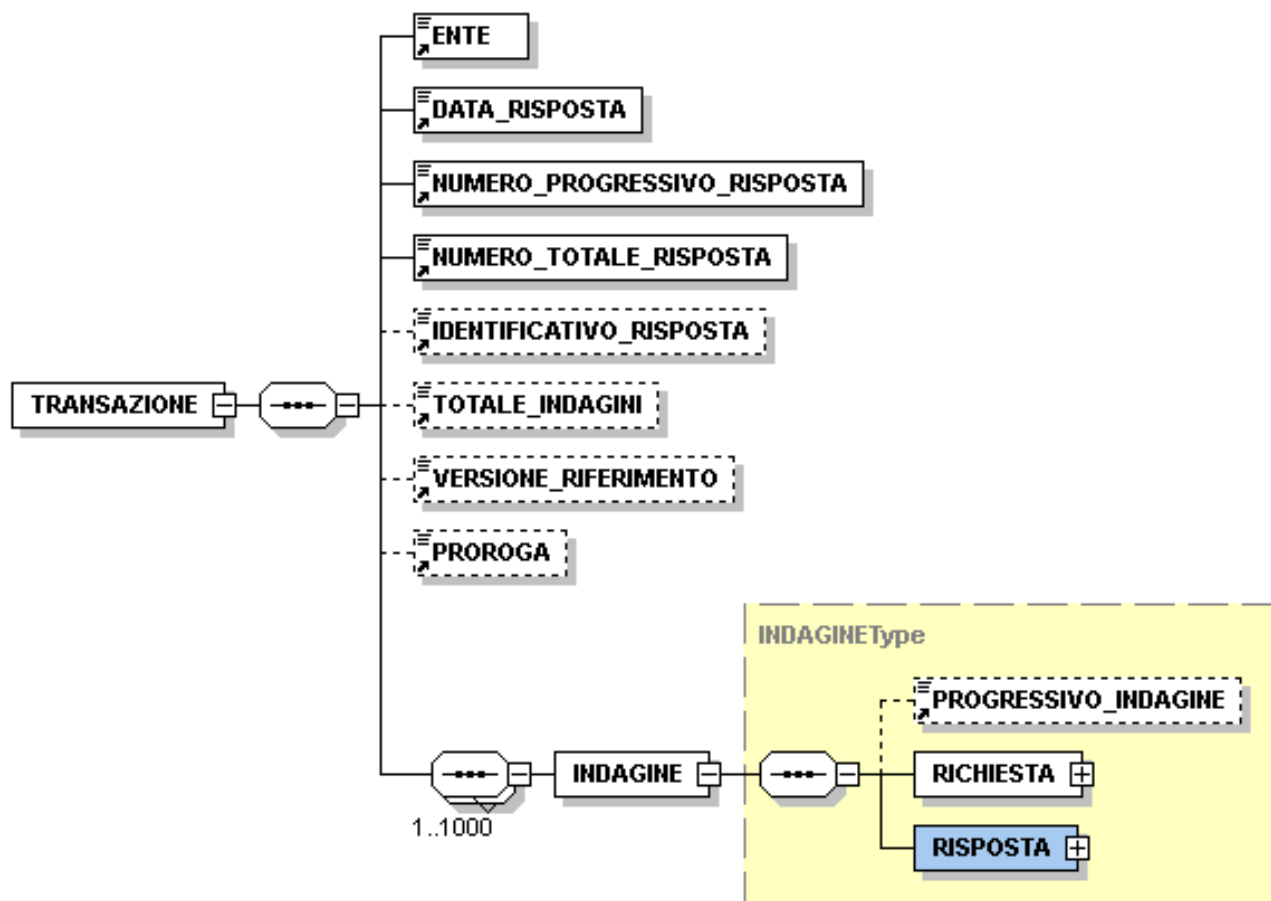 ENTE
DATA_RISPOSTA
NUMERO_PROGRESSIVO_RISPOSTA
NUMERO_TOTALE_RISPOSTA
IDENTIFICATIVO_RISPOSTA
TRANSAZIONE
TOTALE_INDAGINI
VERSIONE_RIFERIMENTO
PROROGA
INDAGINEType
PROGRESSIVO_INDAGINE
INDAGINE
RICHIESTA
1..1000
RISPOSTA